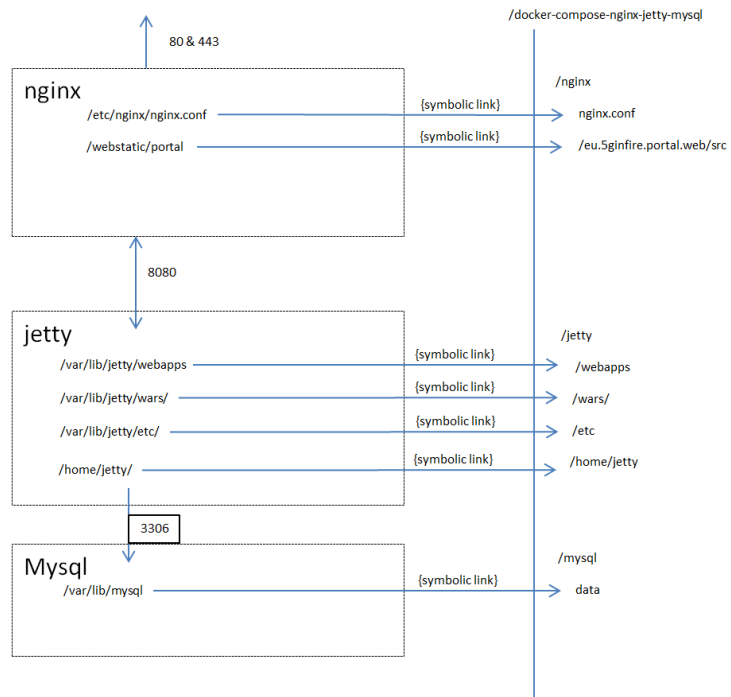 /docker-compose-nginx-jetty-mysql
80 & 443
nginx
/nginx
/etc/nginx/nginx.conf {symbolic link} nginx.conf
/webstatic/portal {symbolic link} /eu.5ginfire.portal.web/src
8080
jetty
/jetty
/var/lib/jetty/webapps {symbolic link} /webapps
/var/lib/jetty/wars/ {symbolic link} /wars/
/var/lib/jetty/etc/ {symbolic link} /etc
/home/jetty/ {symbolic link} /home/jetty
3306
Mysql
/mysql
/var/lib/mysql {symbolic link} data